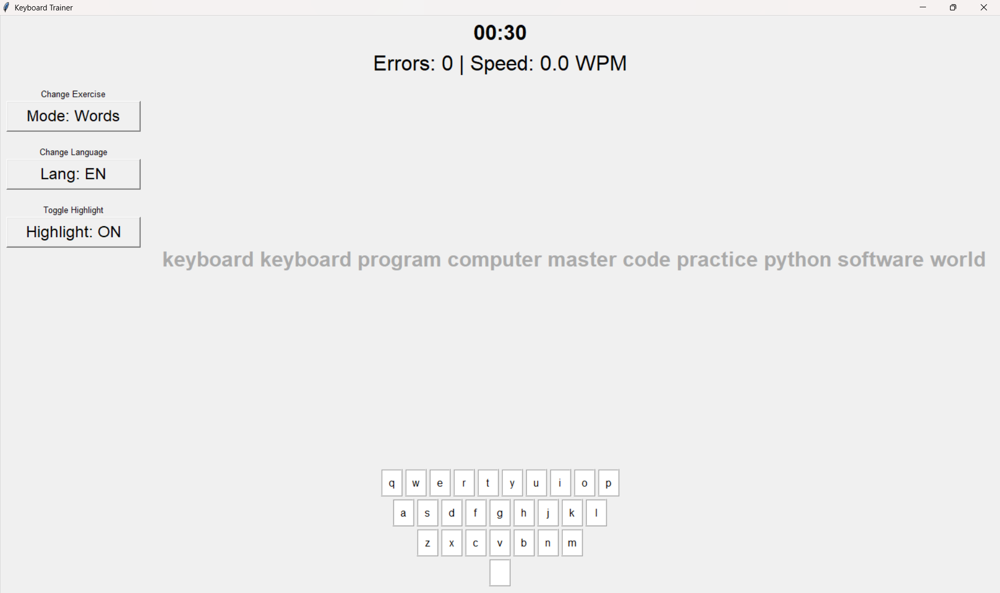 Keyboard Trainer
00:30
Errors: 0 | Speed: 0.0 WPM
Change Exercise
Mode: Words
Change Language
Lang: EN
Toggle Highlight
Highlight: ON
keyboard keyboard program computer master code practice python software world
q w e r t y u i o p
a s d f g h j k l
z x c v b n m